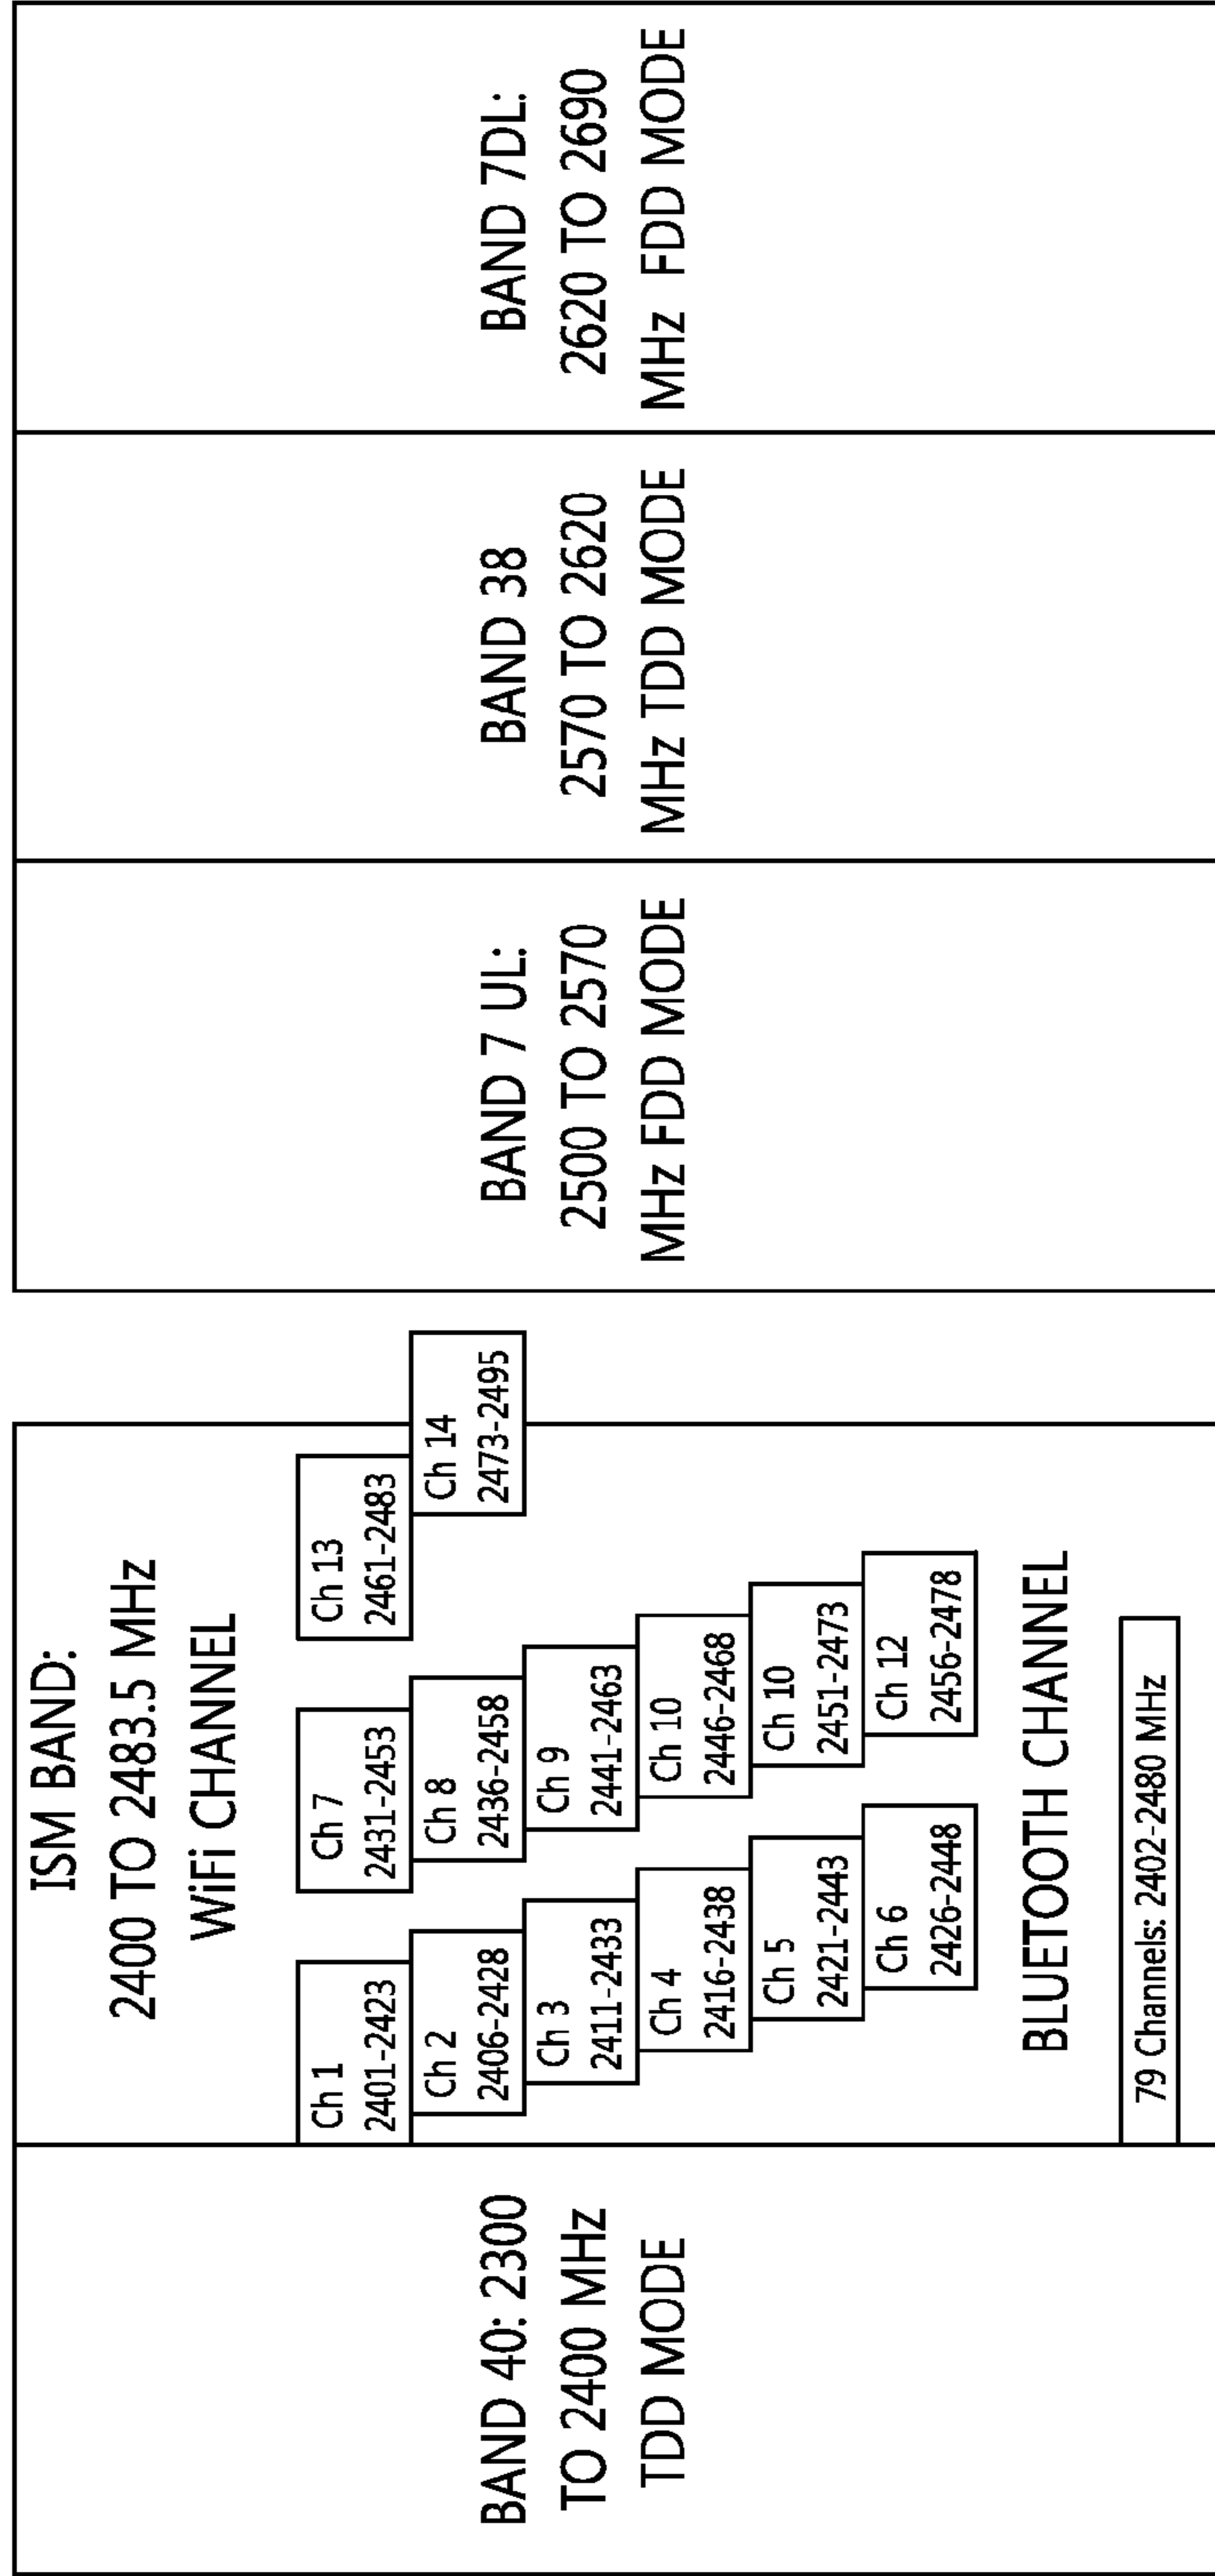 BAND 40: 2300
TO 2400 MHz
TDD MODE
ISM BAND:
2400 TO 2483.5 MHz
WiFi CHANNEL
Ch 1
2401-2423
Ch 2
2406-2428
Ch 3
2411-2433
Ch 4
2416-2438
Ch 5
2421-2443
Ch 6
2426-2448
Ch 7
2431-2453
Ch 8
2436-2458
Ch 9
2441-2463
Ch 10
2446-2468
Ch 10
2451-2473
Ch 12
2456-2478
Ch 13
2461-2483
Ch 14
2473-2495
BLUETOOTH CHANNEL
79 Channels: 2402-2480 MHz
BAND 7 UL:
2500 TO 2570
MHz FDD MODE
BAND 38
2570 TO 2620
MHz TDD MODE
BAND 7DL:
2620 TO 2690
MHz FDD MODE